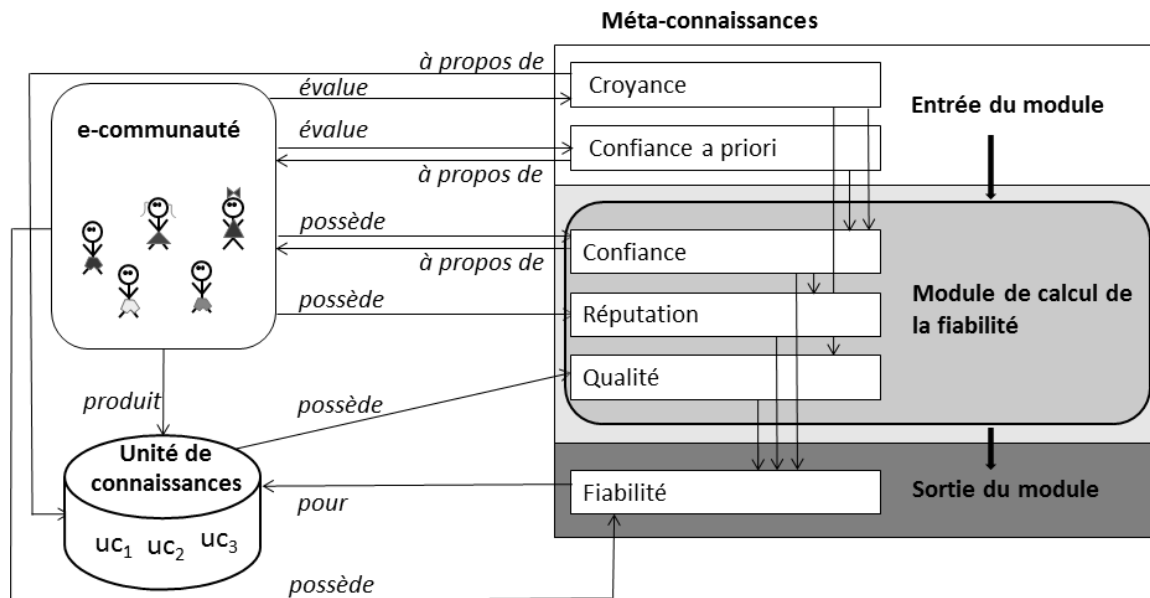 Méta-connaissances
à propos de
Croyance
évalue
Entrée du module
e-communauté
évalue
Confiance a priori
à propos de
possède
Confiance
à propos de
possède
Réputation
Module de calcul de
la fiabilité
Qualité
produit
possède
Unité de
connaissances
pour
Fiabilité
Sortie du module
uc₁ uc₂ uc₃
possède